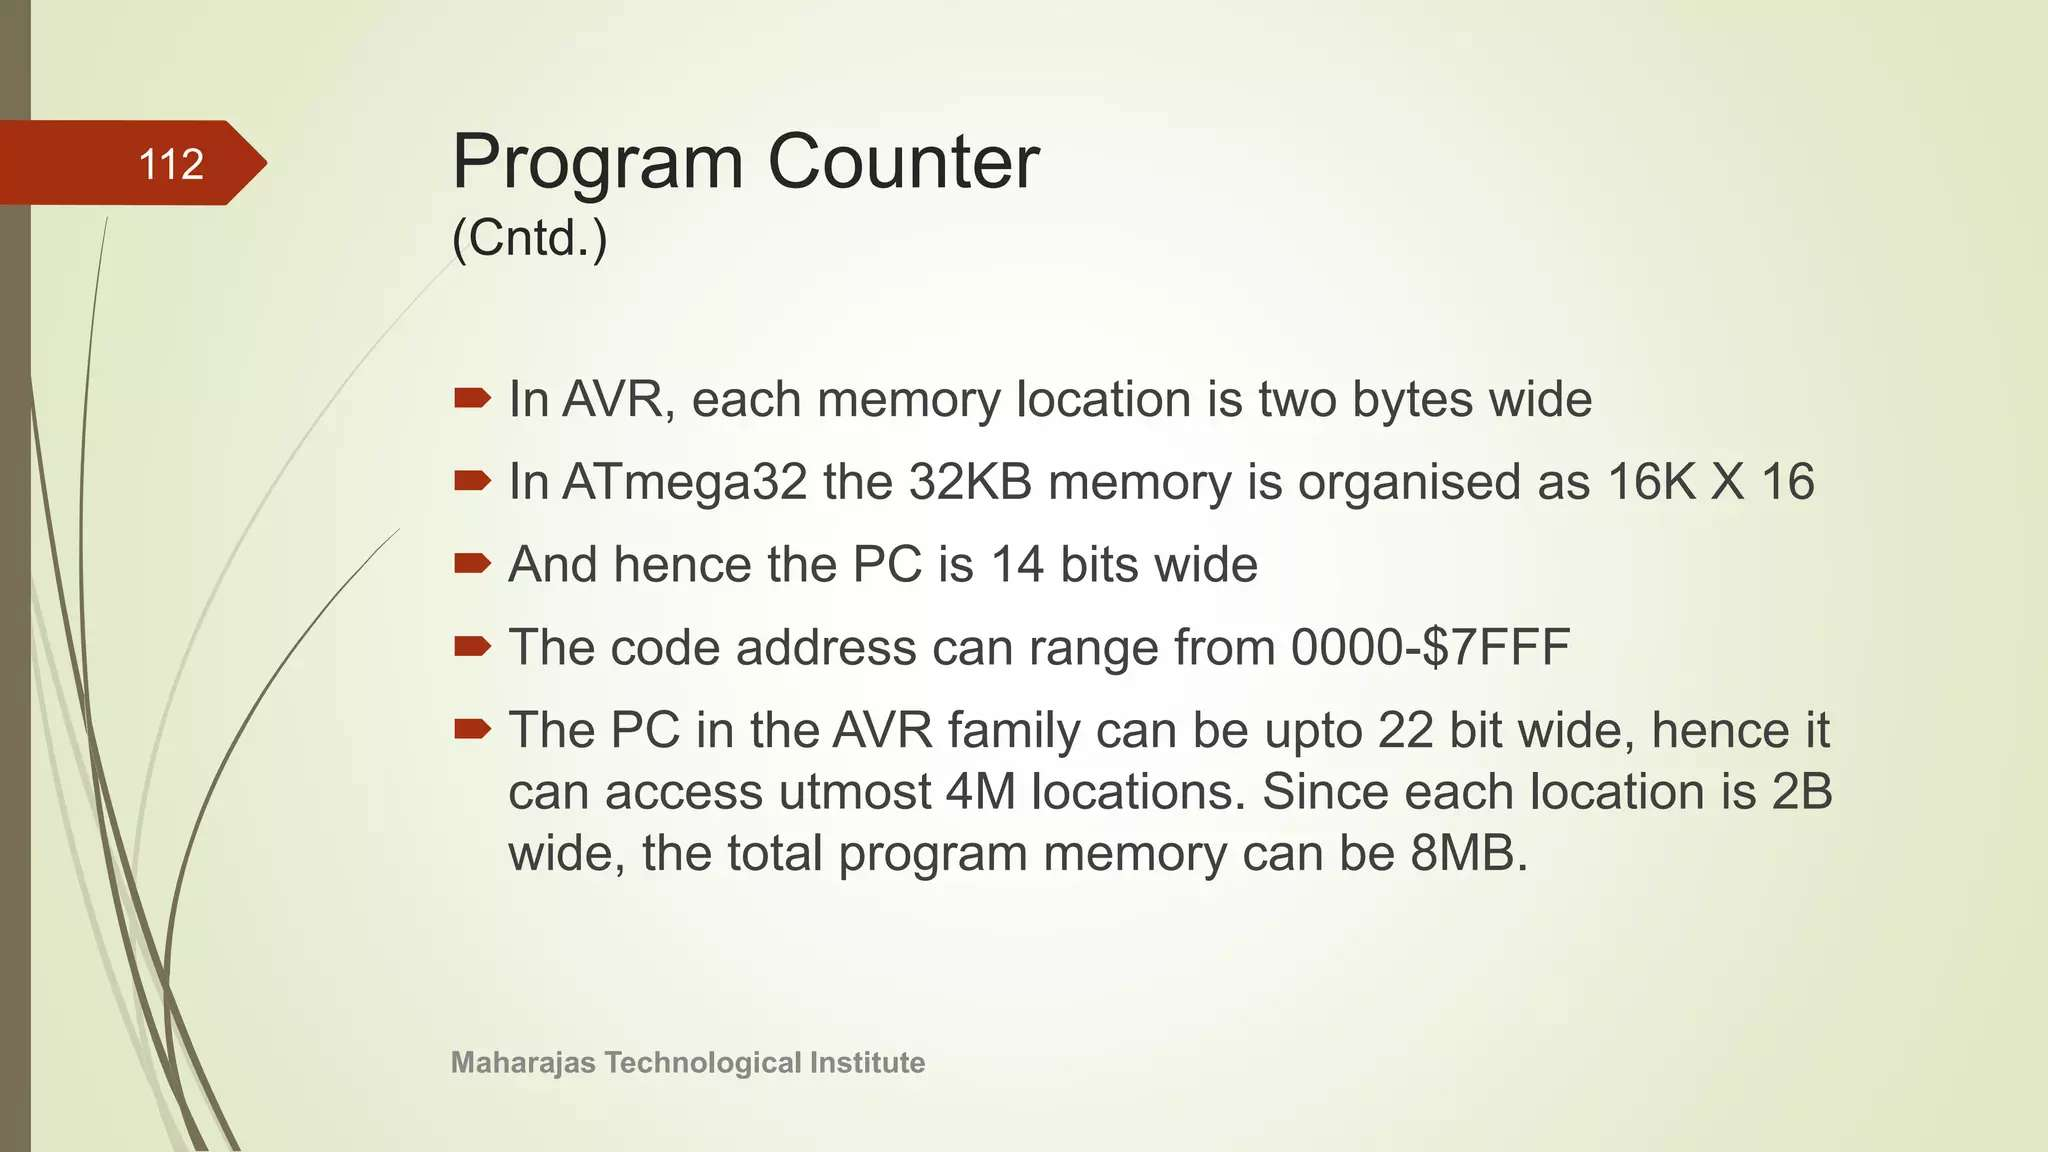 112
Program Counter
(Cntd.)
In AVR, each memory location is two bytes wide
In ATmega32 the 32KB memory is organised as 16K X 16
And hence the PC is 14 bits wide
The code address can range from 0000-$7FFF
The PC in the AVR family can be upto 22 bit wide, hence it
can access utmost 4M locations. Since each location is 2B
wide, the total program memory can be 8MB.
Maharajas Technological Institute